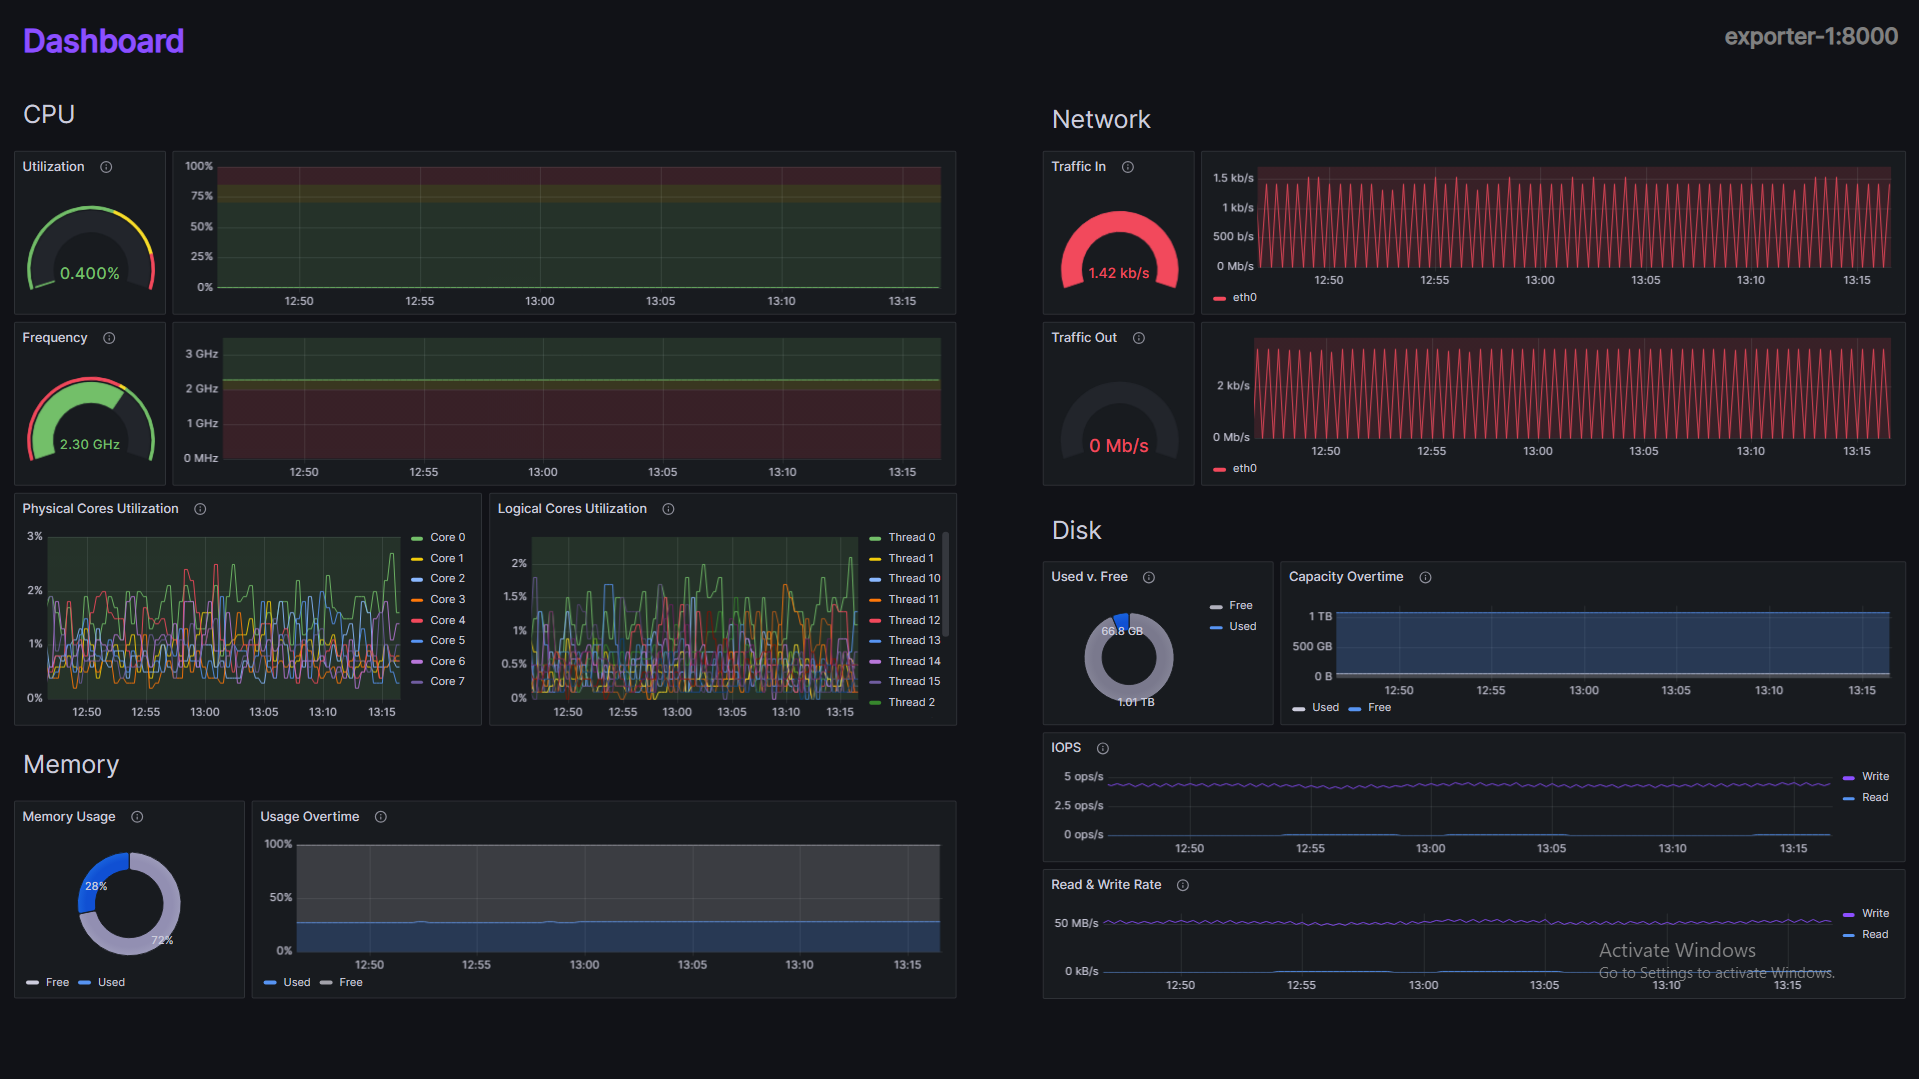 Dashboard
exporter-1:8000
CPU
Utilization
0.400%
100%
75%
50%
25%
0%
12:50 12:55 13:00 13:05 13:10 13:15
Frequency
2.30 GHz
3 GHz
2 GHz
1 GHz
0 MHz
12:50 12:55 13:00 13:05 13:10 13:15
Physical Cores Utilization
3%
2%
1%
0%
12:50 12:55 13:00 13:05 13:10 13:15
Core 0
Core 1
Core 2
Core 3
Core 4
Core 5
Core 6
Core 7
Logical Cores Utilization
2%
1.5%
1%
0.5%
0%
12:50 12:55 13:00 13:05 13:10 13:15
Thread 0
Thread 1
Thread 10
Thread 11
Thread 12
Thread 13
Thread 14
Thread 15
Thread 2
Memory
Memory Usage
28%
72%
Free Used
Usage Overtime
100%
50%
0%
12:50 12:55 13:00 13:05 13:10 13:15
Used Free
Network
Traffic In
1.42 kb/s
1.5 kb/s
1 kb/s
500 b/s
0 Mb/s
12:50 12:55 13:00 13:05 13:10 13:15
eth0
Traffic Out
0 Mb/s
2 kb/s
0 Mb/s
12:50 12:55 13:00 13:05 13:10 13:15
eth0
Disk
Used v. Free
66.8 GB
1.01 TB
Free
Used
Capacity Overtime
1 TB
500 GB
0 B
12:50 12:55 13:00 13:05 13:10 13:15
Used Free
IOPS
5 ops/s
2.5 ops/s
0 ops/s
12:50 12:55 13:00 13:05 13:10 13:15
Write
Read
Read & Write Rate
50 MB/s
0 kB/s
12:50 12:55 13:00 13:05 13:10 13:15
Write
Read
Activate Windows
Go to Settings to activate Windows.